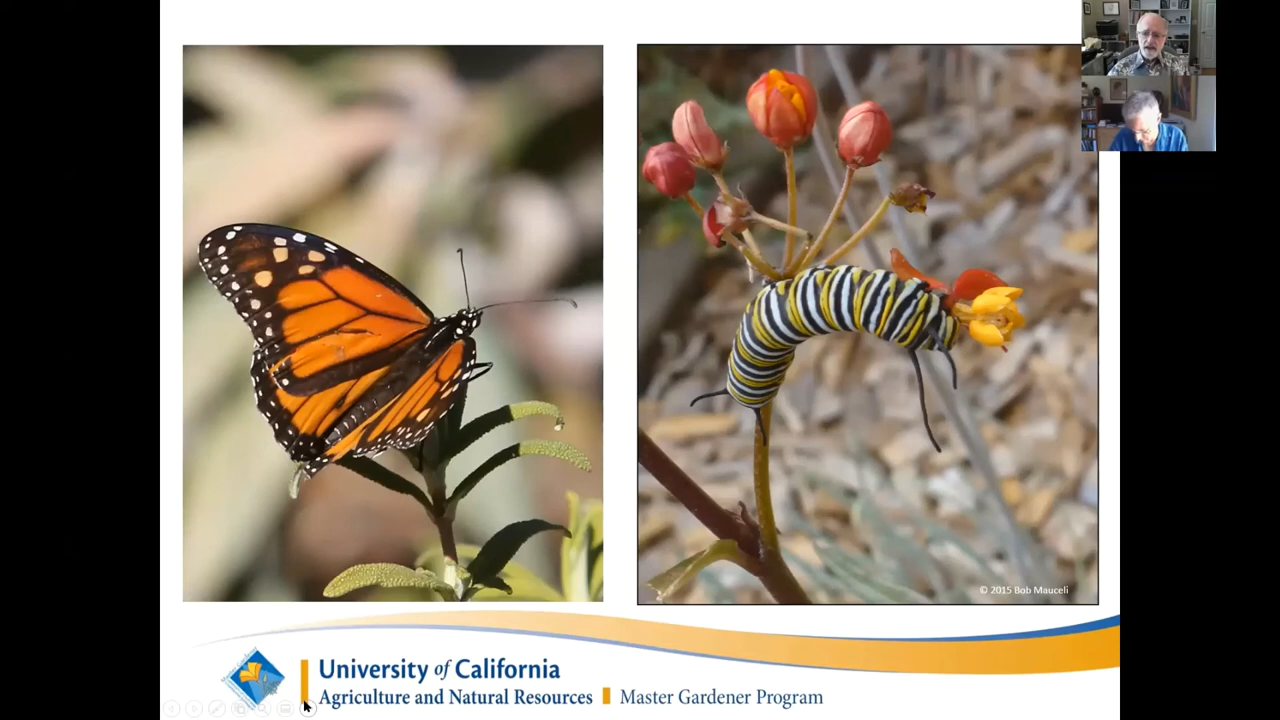 © 2015 Bob Mauceli
University of California
Agriculture and Natural Resources Master Gardener Program